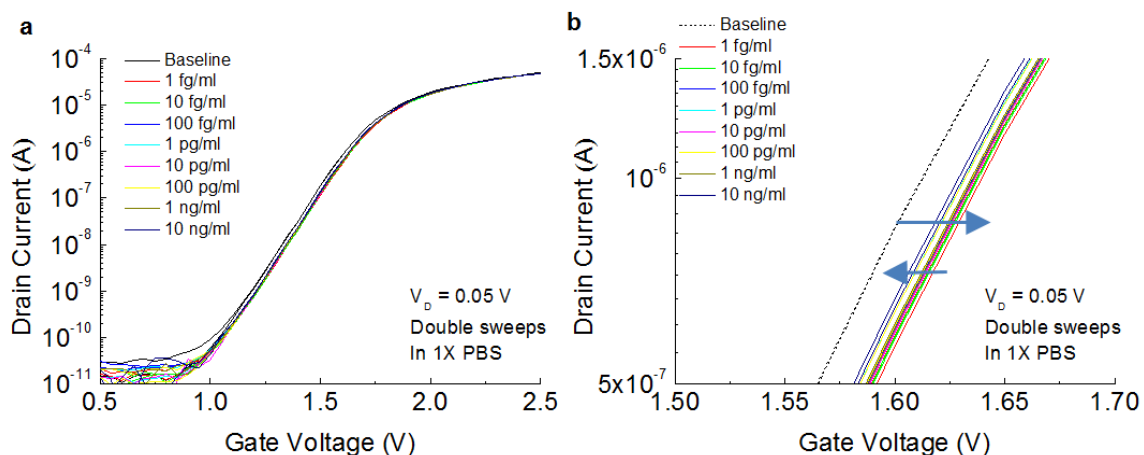 a
10⁻⁴
10⁻⁵
10⁻⁶
10⁻⁷
10⁻⁸
10⁻⁹
10⁻¹⁰
10⁻¹¹
Drain Current (A)
Baseline
1 fg/ml
10 fg/ml
100 fg/ml
1 pg/ml
10 pg/ml
100 pg/ml
1 ng/ml
10 ng/ml
V_D = 0.05 V
Double sweeps
In 1X PBS
0.5 1.0 1.5 2.0 2.5
Gate Voltage (V)
b
1.5x10⁻⁶
10⁻⁶
5x10⁻⁷
Drain Current (A)
Baseline
1 fg/ml
10 fg/ml
100 fg/ml
1 pg/ml
10 pg/ml
100 pg/ml
1 ng/ml
10 ng/ml
V_D = 0.05 V
Double sweeps
In 1X PBS
1.50 1.55 1.60 1.65 1.70
Gate Voltage (V)